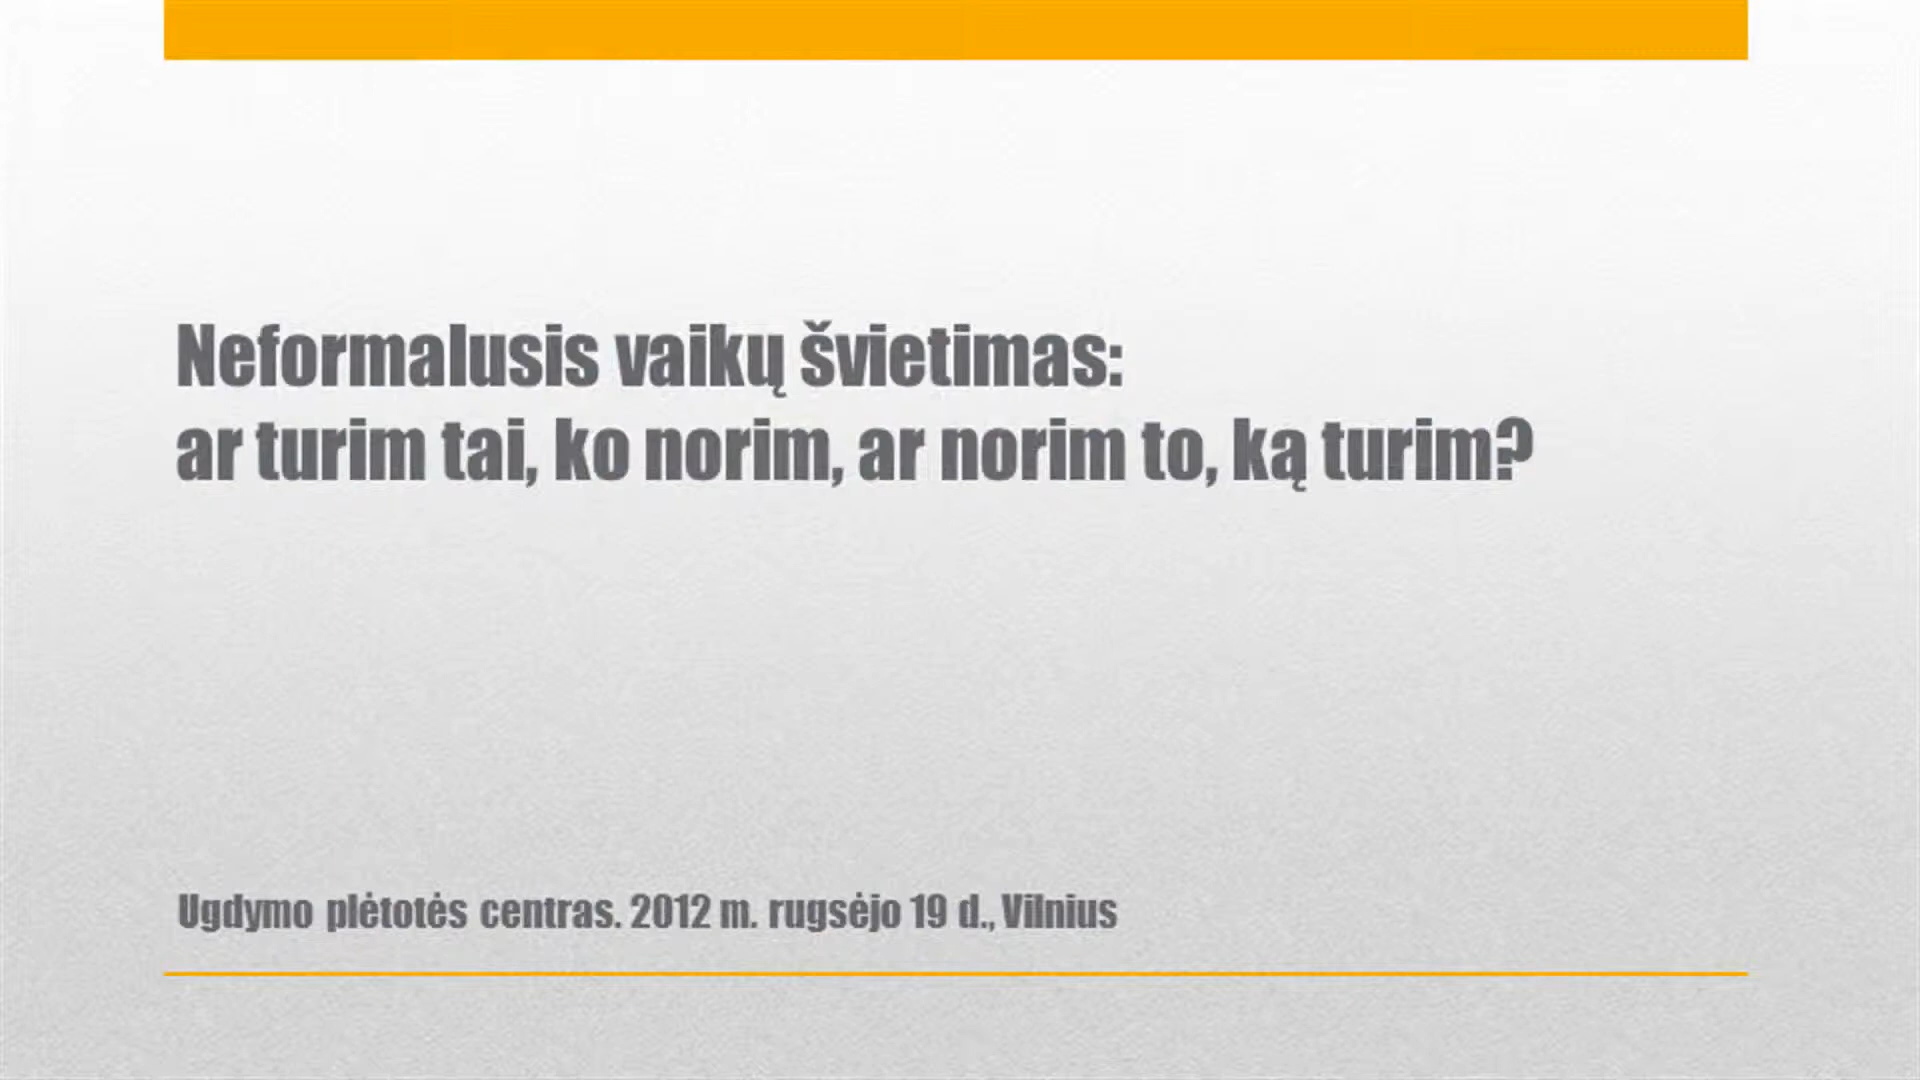 Neformalusis vaikų švietimas:
ar turim tai, ko norim, ar norim to, ką turim?
Ugdymo plėtotės centras. 2012 m. rugsėjo 19 d., Vilnius